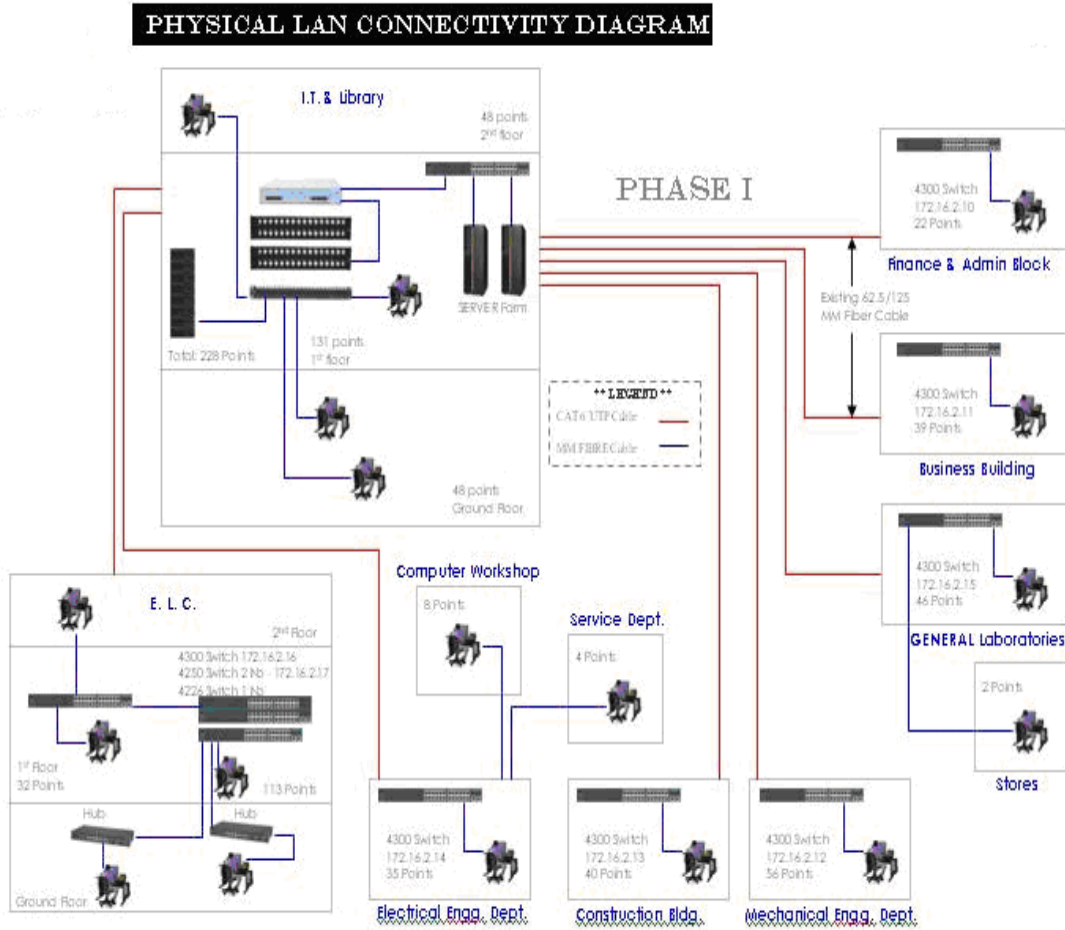 PHYSICAL LAN CONNECTIVITY DIAGRAM
I.T. & Library
48 points
2nd floor
PHASE I
SERVER Farm
Total: 228 Points
131 points
1st floor
48 points
Ground Floor
4300 Switch
172.16.2.10
22 Points
Finance & Admin Block
Existing 62.5/125
MM Fiber Cable
4300 Switch
172.16.2.11
39 Points
Business Building
** LEGEND **
CAT6 UTP Cable
MM FIBRE Cable
4300 Switch
172.16.2.15
46 Points
GENERAL Laboratories
2 Points
Stores
E. L. C.
2nd Floor
4300 Switch 172.16.2.16
4250 Switch 2 Nb - 172.16.2.17
4226 Switch 1 Nb
1st Floor
32 Points
113 Points
Hub
Hub
Ground Floor
Computer Workshop
8 Points
Service Dept.
4 Points
4300 Switch
172.16.2.14
35 Points
Electrical Engg. Dept.
4300 Switch
172.16.2.13
40 Points
Construction Bldg.
4300 Switch
172.16.2.12
56 Points
Mechanical Engg. Dept.